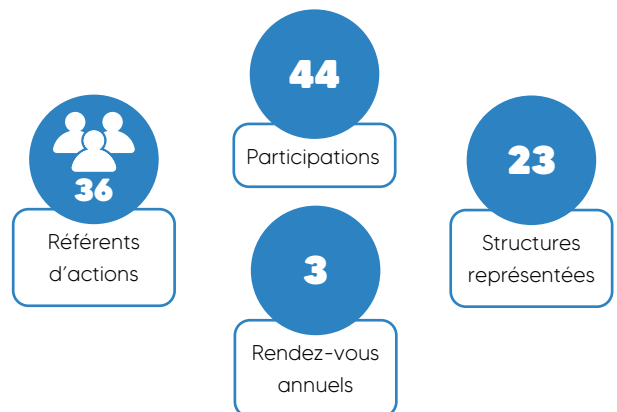 36
Référents
d'actions
44
Participations
3
Rendez-vous
annuels
23
Structures
représentées